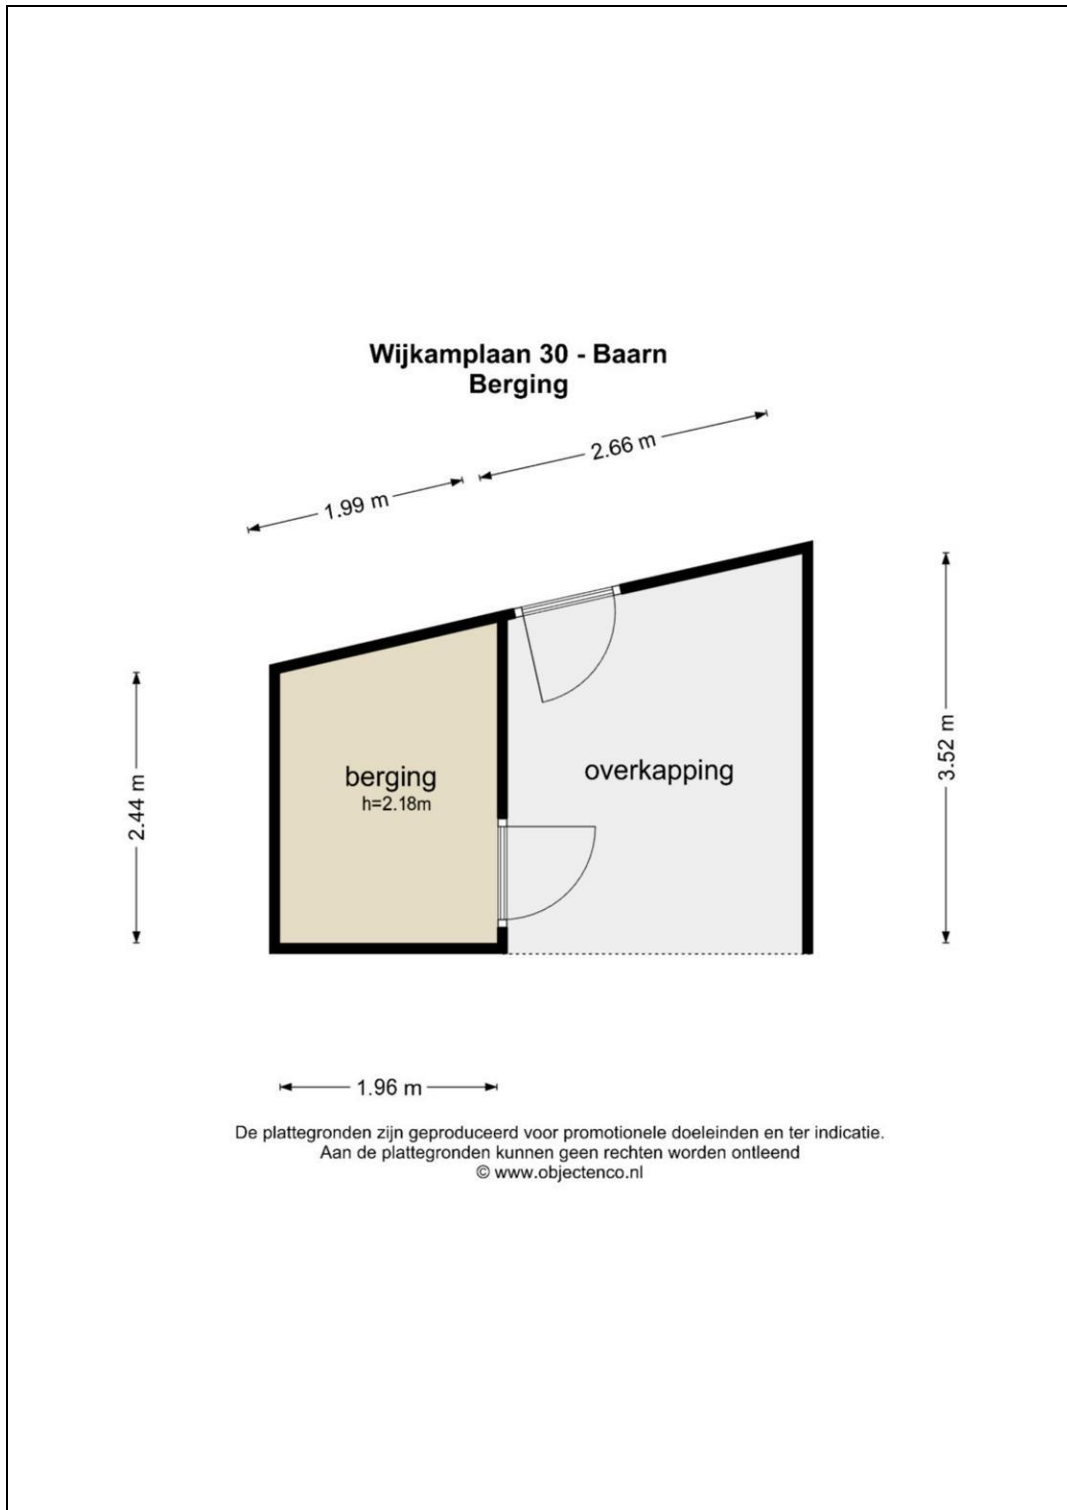 Wijkamplaan 30 - Baarn
Berging
2.66 m
1.99 m
3.52 m
2.44 m
berging
h=2.18m
overkapping
1.96 m
De plattegronden zijn geproduceerd voor promotionele doeleinden en ter indicatie.
Aan de plattegronden kunnen geen rechten worden ontleend
© www.objectenco.nl